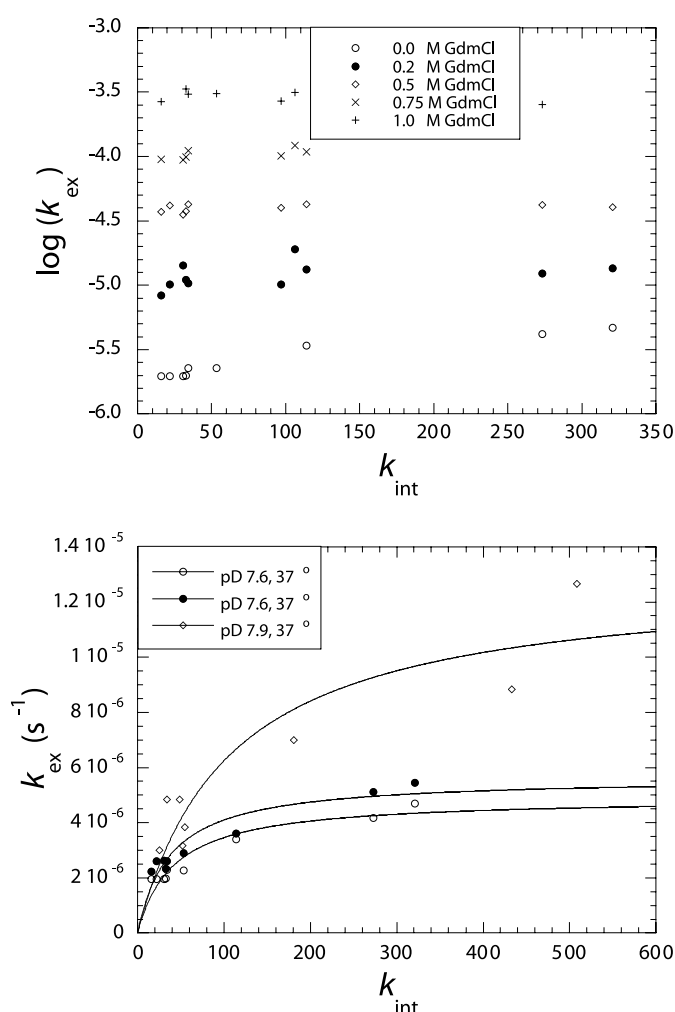 -3.0
-3.5
-4.0
-4.5
-5.0
-5.5
-6.0
log (k ex)
0.0 M GdmCl
0.2 M GdmCl
0.5 M GdmCl
0.75 M GdmCl
1.0 M GdmCl
0 50 100 150 200 250 300 350
k int
1.4 10 -5
1.2 10 -5
1 10 -5
8 10 -6
6 10 -6
4 10 -6
2 10 -6
0
k ex (s -1)
pD 7.6, 37 °
pD 7.6, 37 °
pD 7.9, 37 °
0 100 200 300 400 500 600
k int